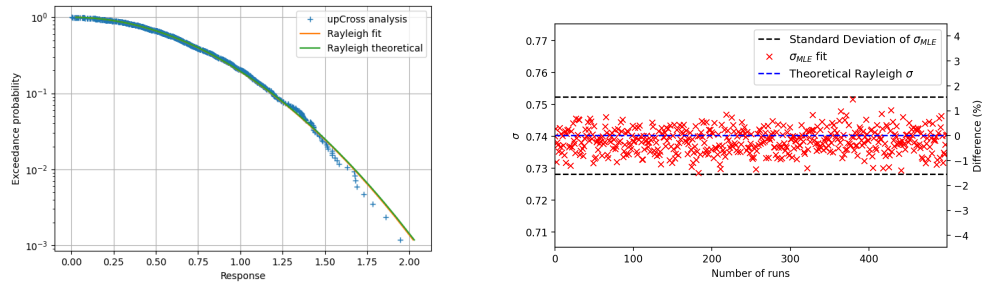 10⁰
10⁻¹
10⁻²
10⁻³
Exceedance probability
0.00 0.25 0.50 0.75 1.00 1.25 1.50 1.75 2.00
Response
upCross analysis
Rayleigh fit
Rayleigh theoretical
0.77
0.76
0.75
0.74
0.73
0.72
0.71
σ
0 100 200 300 400
Number of runs
Standard Deviation of σ_MLE
σ_MLE fit
Theoretical Rayleigh σ
4
3
2
1
0
−1
−2
−3
−4
Difference (%)